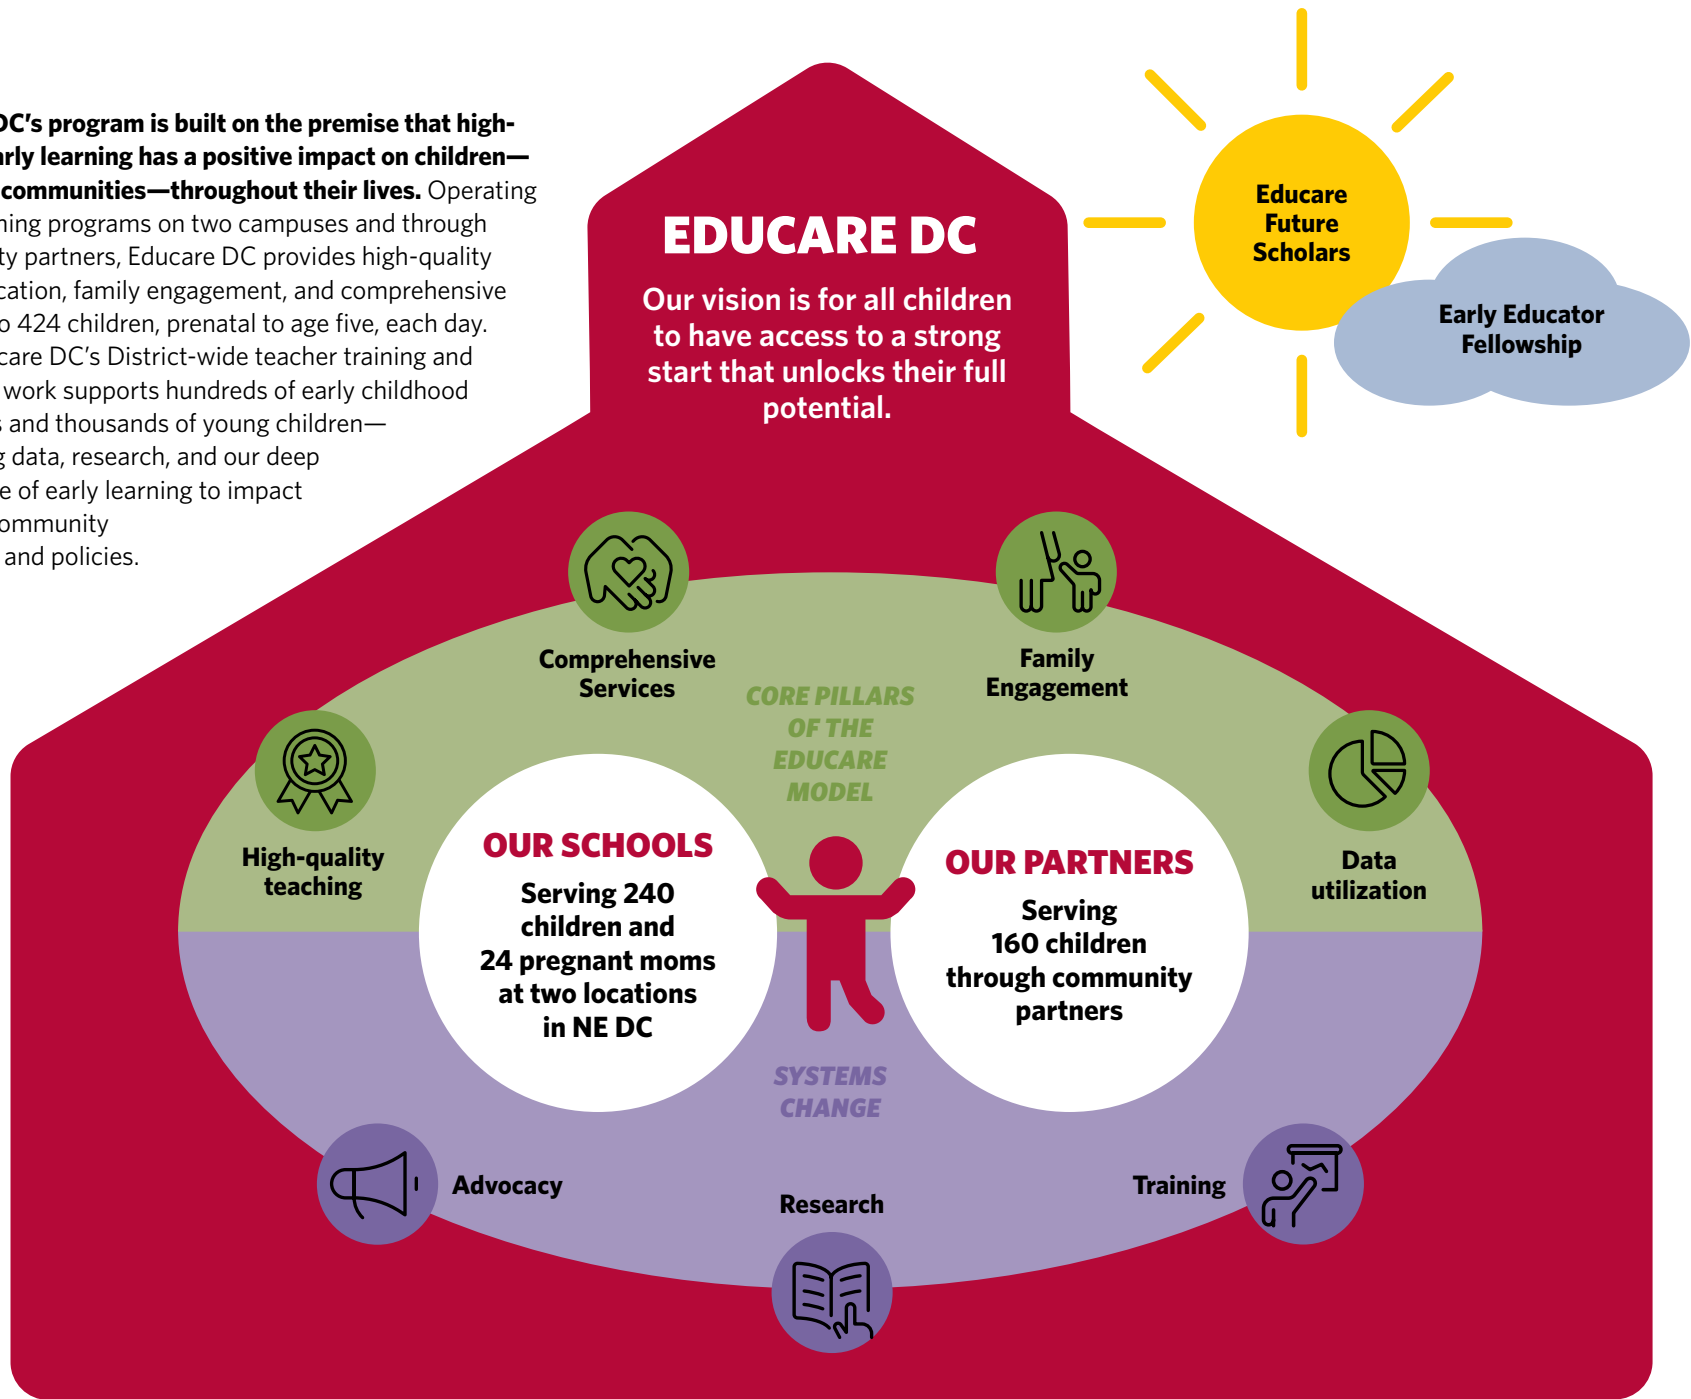 DC’s program is built on the premise that high-
early learning has a positive impact on children—
communities—throughout their lives. Operating
programs on two campuses and through
partners, Educare DC provides high-quality
family engagement, and comprehensive
to 424 children, prenatal to age five, each day.
DC’s District-wide teacher training and
work supports hundreds of early childhood
and thousands of young children—
data, research, and our deep
of early learning to impact
and policies.
EDUCARE DC
Our vision is for all children
to have access to a strong
start that unlocks their full
potential.
Educare
Future
Scholars
Early Educator
Fellowship
Comprehensive
Services
Family
Engagement
CORE PILLARS
OF THE
EDUCARE
MODEL
High-quality
teaching
Data
utilization
OUR SCHOOLS
Serving 240
children and
24 pregnant moms
at two locations
in NE DC
OUR PARTNERS
Serving
160 children
through community
partners
SYSTEMS
CHANGE
Advocacy
Research
Training